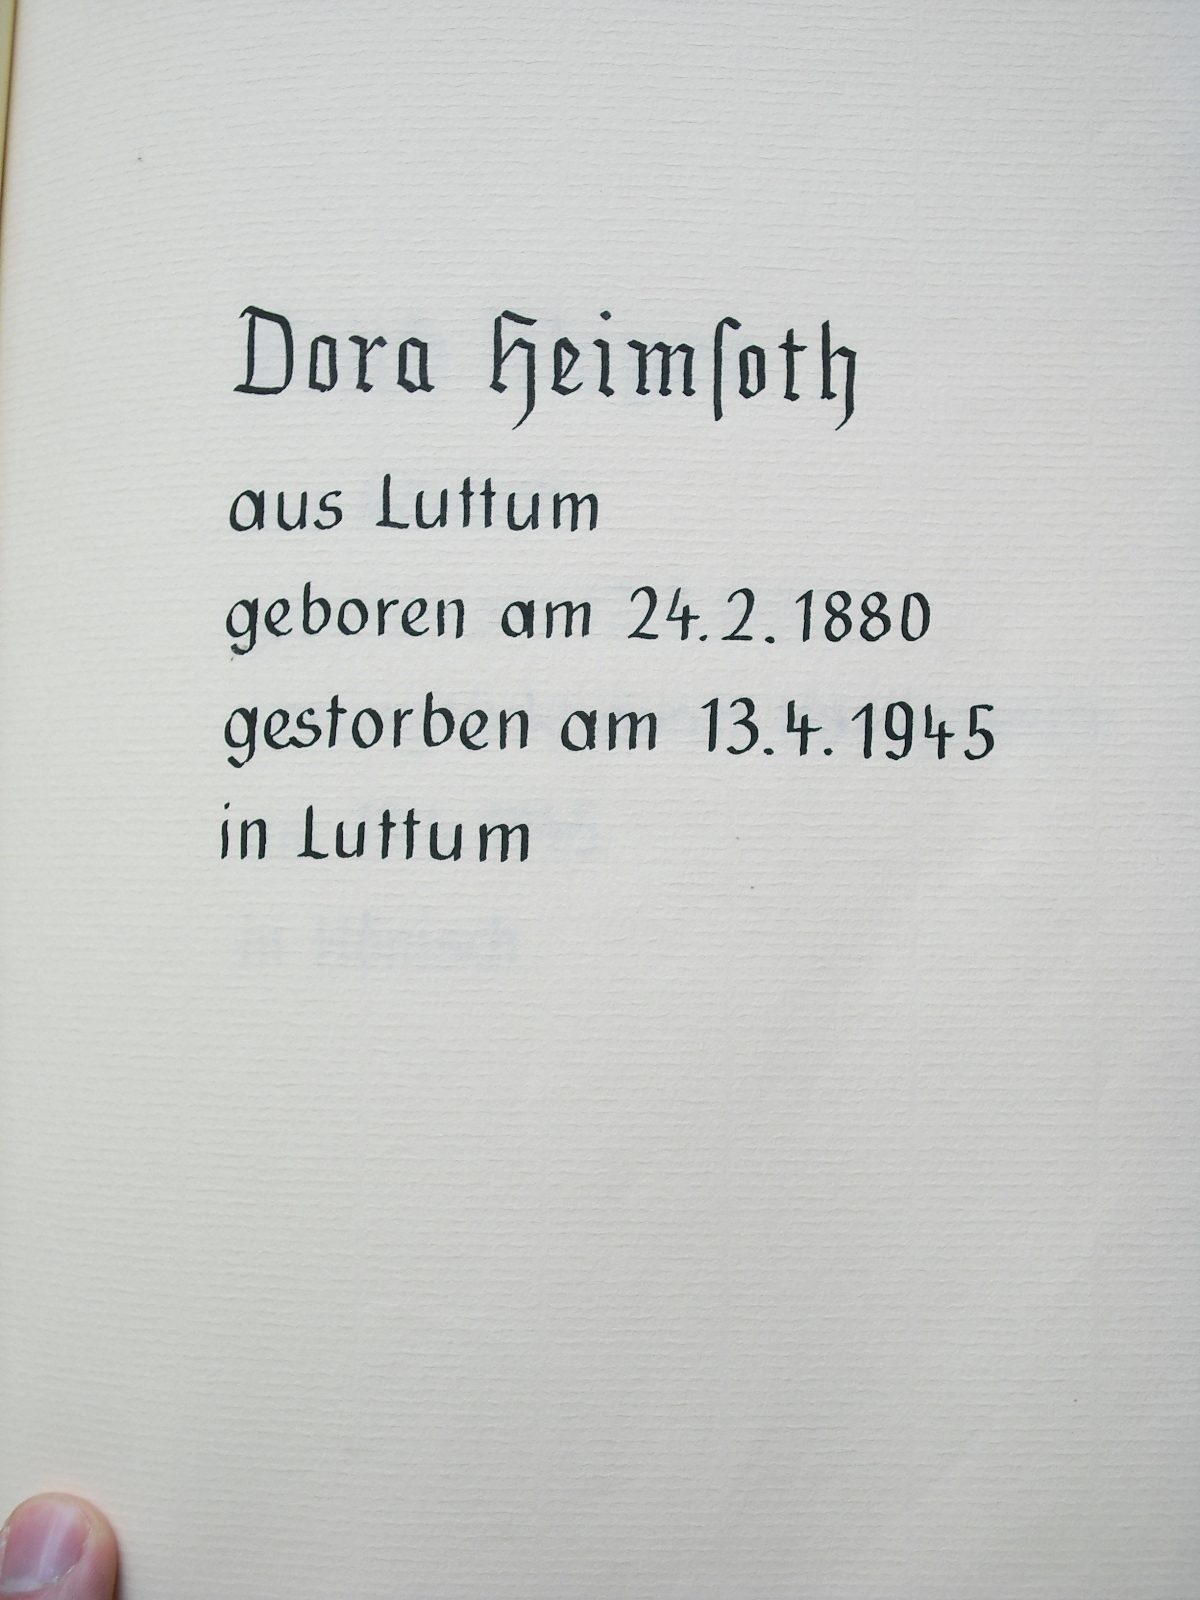 Dora Heimſoth
aus Luttum
geboren am 24.2.1880
gestorben am 13.4.1945
in Luttum